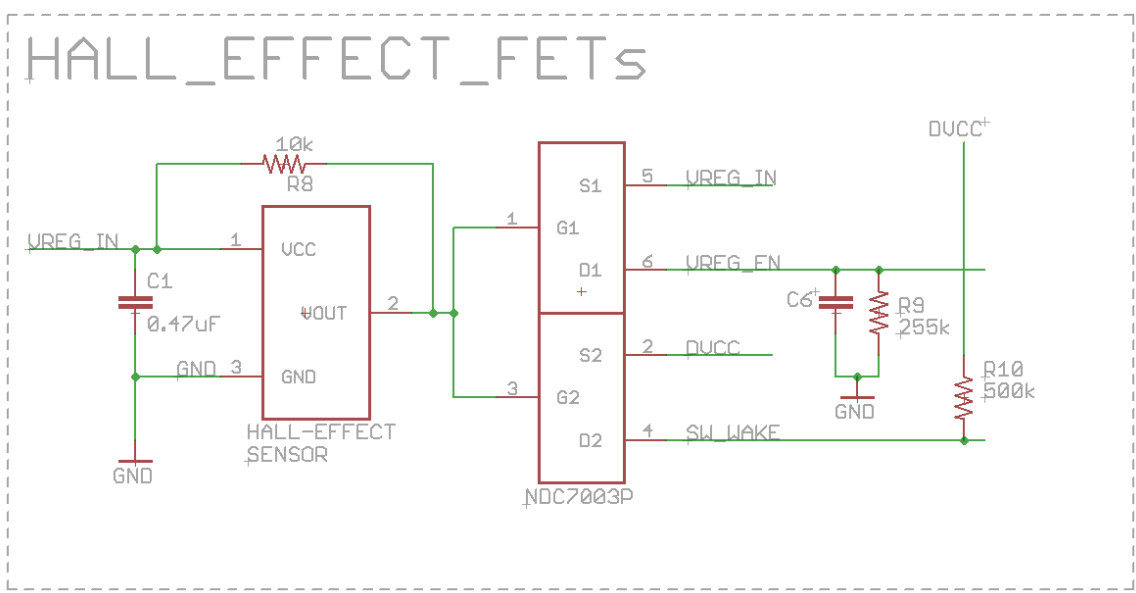 HALL_EFFECT_FETs
10k
R8
VREG_IN
1
VCC
C1
0.47uF
VOUT
2
GND
3
GND
GND
HALL-EFFECT
SENSOR
1
G1
S1
5
VREG_IN
D1
6
VREG_EN
S2
2
DVCC
3
G2
D2
4
SW_WAKE
NDC7003P
C6
R9
255k
GND
DVCC
R10
500k